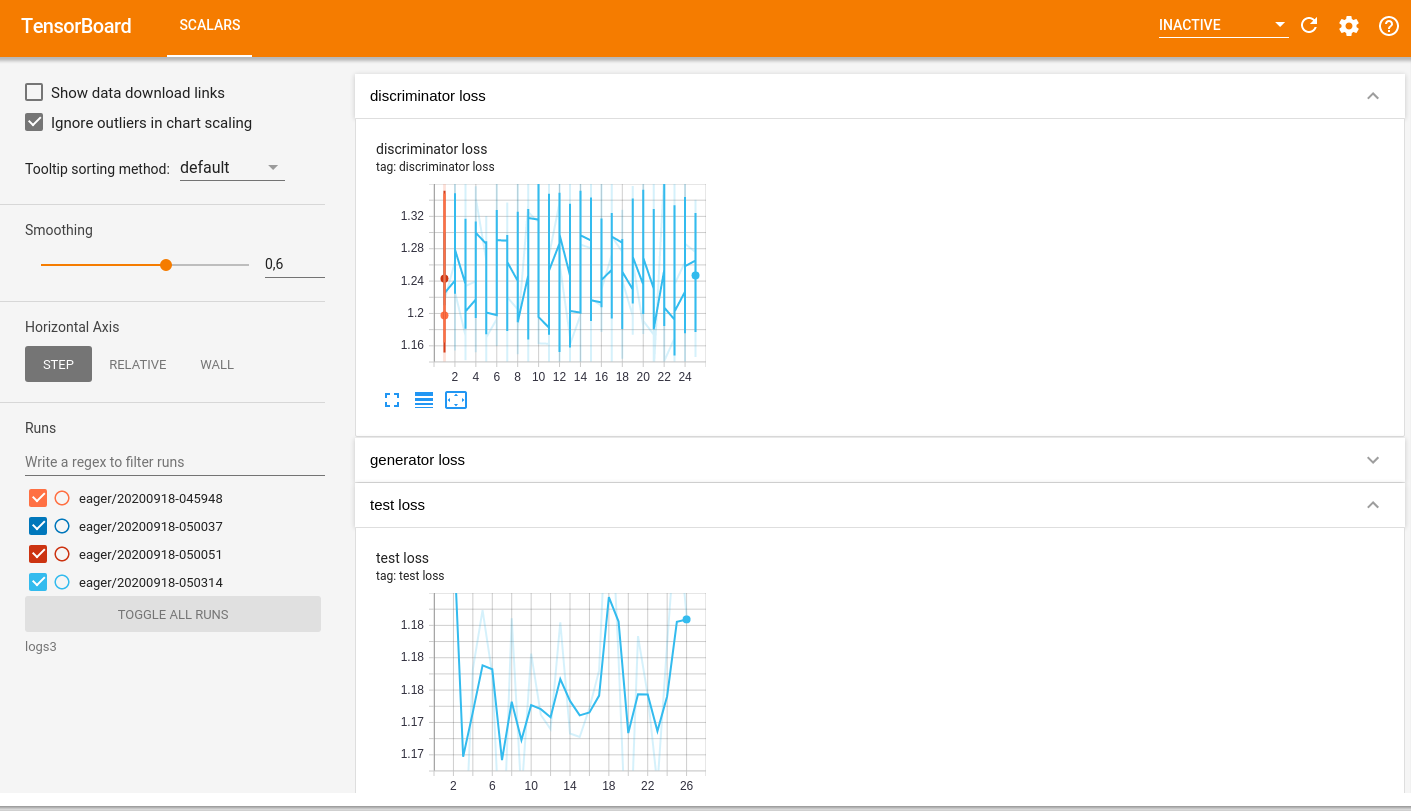 TensorBoard SCALARS INACTIVE
Show data download links
Ignore outliers in chart scaling
Tooltip sorting method: default
Smoothing
0,6
Horizontal Axis
STEP RELATIVE WALL
Runs
Write a regex to filter runs
eager/20200918-045948
eager/20200918-050037
eager/20200918-050051
eager/20200918-050314
TOGGLE ALL RUNS
logs3
discriminator loss
discriminator loss
tag: discriminator loss
1.32
1.28
1.24
1.2
1.16
2 4 6 8 10 12 14 16 18 20 22 24
generator loss
test loss
test loss
tag: test loss
1.18
1.18
1.18
1.17
1.17
2 6 10 14 18 22 26